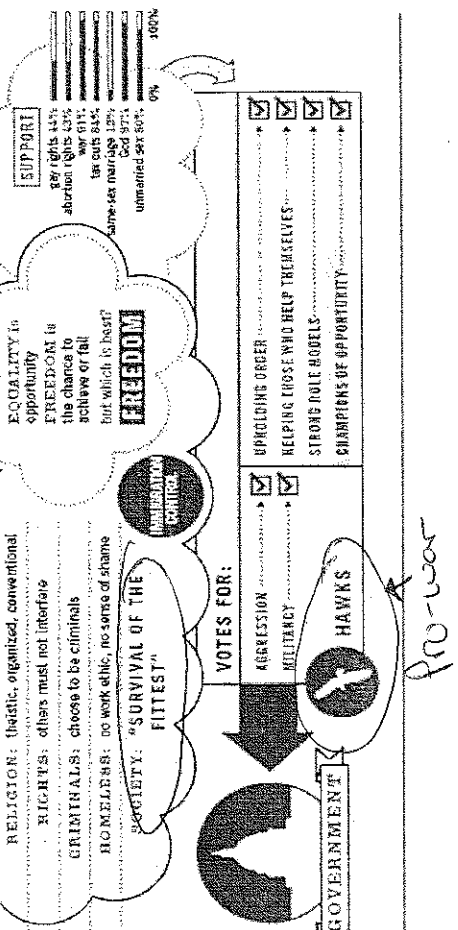 RELIGION: theistic, organized, conventional
RIGHTS: others must not interfere
CRIMINALS: choose to be criminals
HOMELESS: no work ethic, no sense of shame
SOCIETY: "SURVIVAL OF THE
FITTEST"
IMMIGRATION
CONTROL
EQUALITY is
opportunity
FREEDOM is
the chance to
achieve or fail
but which is best?
FREEDOM
SUPPORT
gay rights 44%
abortion rights 43%
war 91%
tax cuts 84%
same-sex marriage 12%
God 97%
unmarried sex 50%
0%
100%
VOTES FOR:
AGGRESSION
MILITANCY
UPHOLDING ORDER
HELPING THOSE WHO HELP THEMSELVES
STRONG ROLE MODELS
CHAMPIONS OF OPPORTUNITY
HAWKS
GOVERNMENT
Pro-war